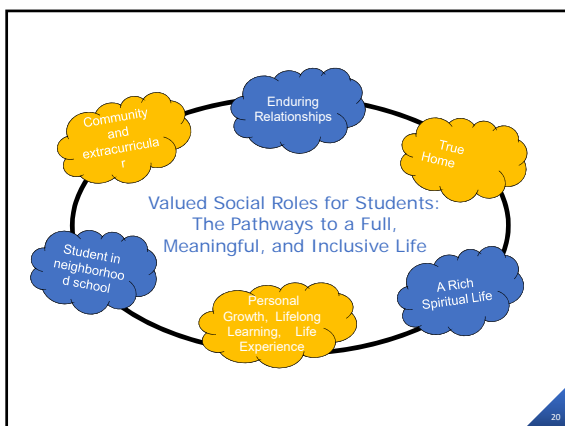 Enduring
Relationships
Community
and
extracurricula
r
True
Home
Valued Social Roles for Students:
The Pathways to a Full,
Meaningful, and Inclusive Life
Student in
neighborhoo
d school
A Rich
Spiritual Life
Personal
Growth, Lifelong
Learning, Life
Experience
20